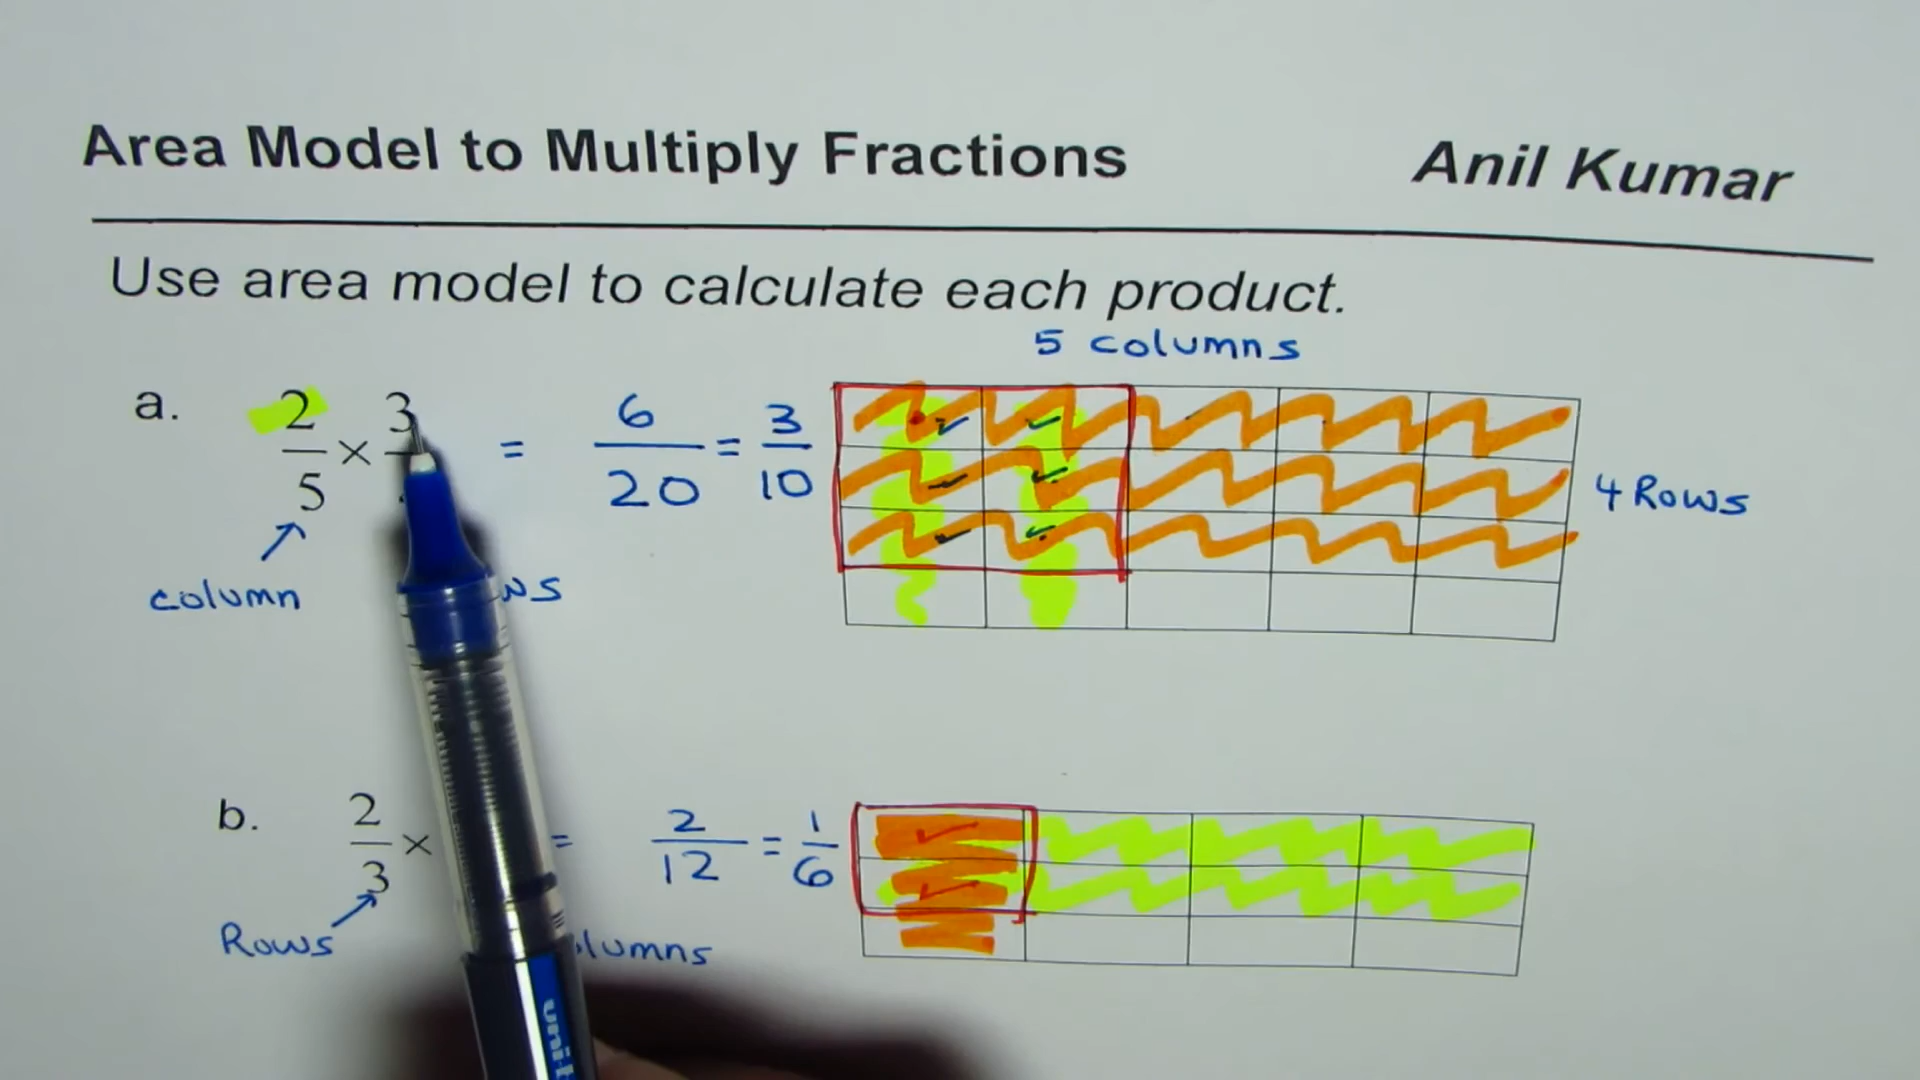 Area Model to Multiply Fractions Anil Kumar
Use area model to calculate each product.
5 columns
a. 2/5 × 3 = 6/20 = 3/10
4 Rows
column
b. 2/3 × = 2/12 = 1/6
Rows
uni